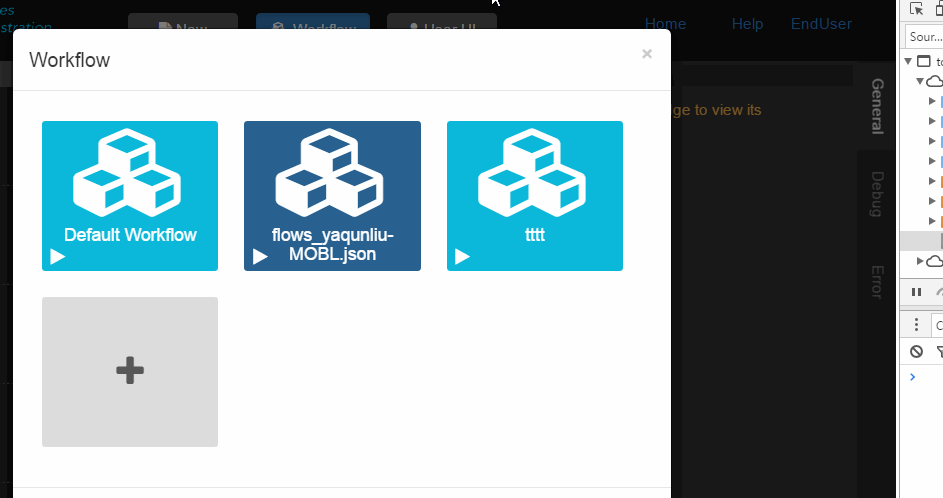 es
stration
New
Workflow
User UI
Home
Help
EndUser
Sour...
Workflow
×
ge to view its
General
Debug
Error
Default Workflow
flows_yaqunliu-
MOBL.json
tttt